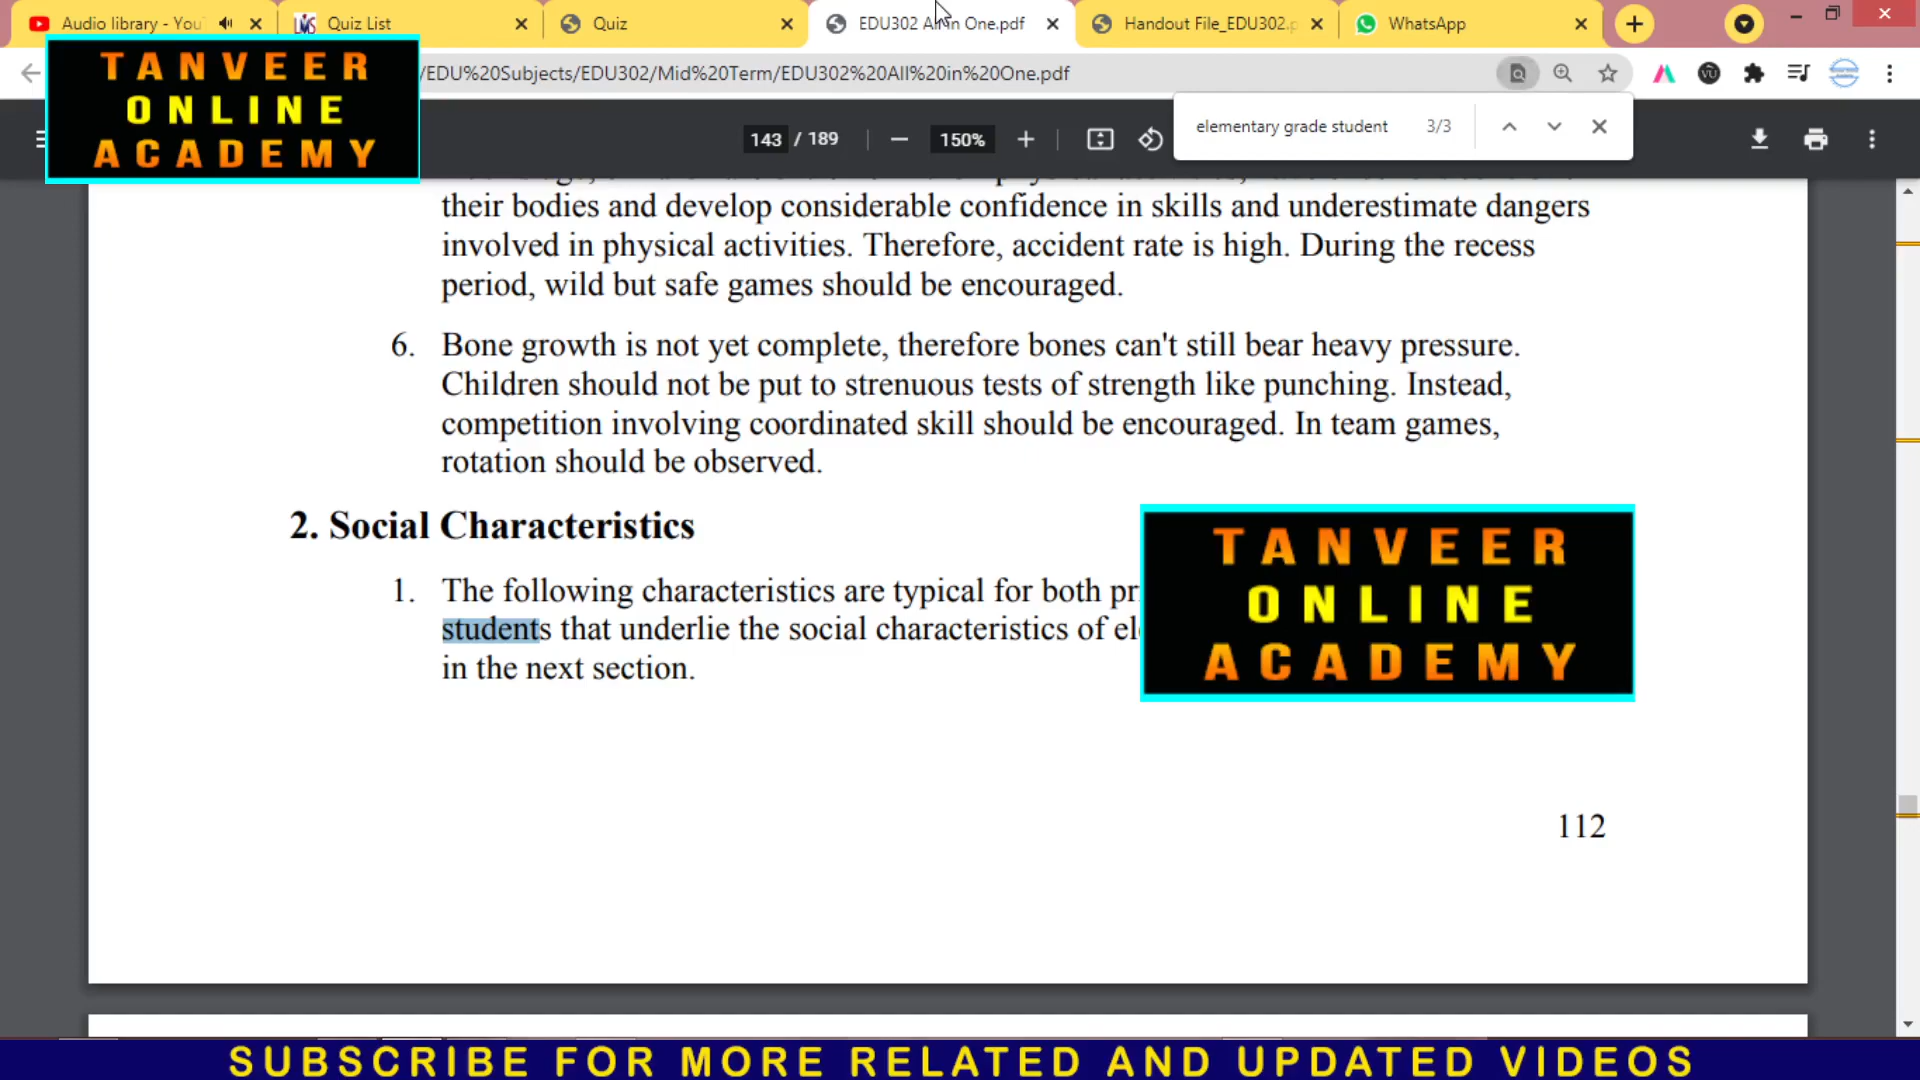 Audio library - You
Quiz List
Quiz
EDU302 All in One.pdf
Handout File_EDU302.p
WhatsApp
TANVEER
ONLINE
ACADEMY
/EDU%20Subjects/EDU302/Mid%20Term/EDU302%20All%20in%20One.pdf
elementary grade student 3/3
143 / 189
150%
their bodies and develop considerable confidence in skills and underestimate dangers
involved in physical activities. Therefore, accident rate is high. During the recess
period, wild but safe games should be encouraged.
6. Bone growth is not yet complete, therefore bones can't still bear heavy pressure.
Children should not be put to strenuous tests of strength like punching. Instead,
competition involving coordinated skill should be encouraged. In team games,
rotation should be observed.
2. Social Characteristics
1. The following characteristics are typical for both pr
students that underlie the social characteristics of el
in the next section.
TANVEER
ONLINE
ACADEMY
112
SUBSCRIBE FOR MORE RELATED AND UPDATED VIDEOS